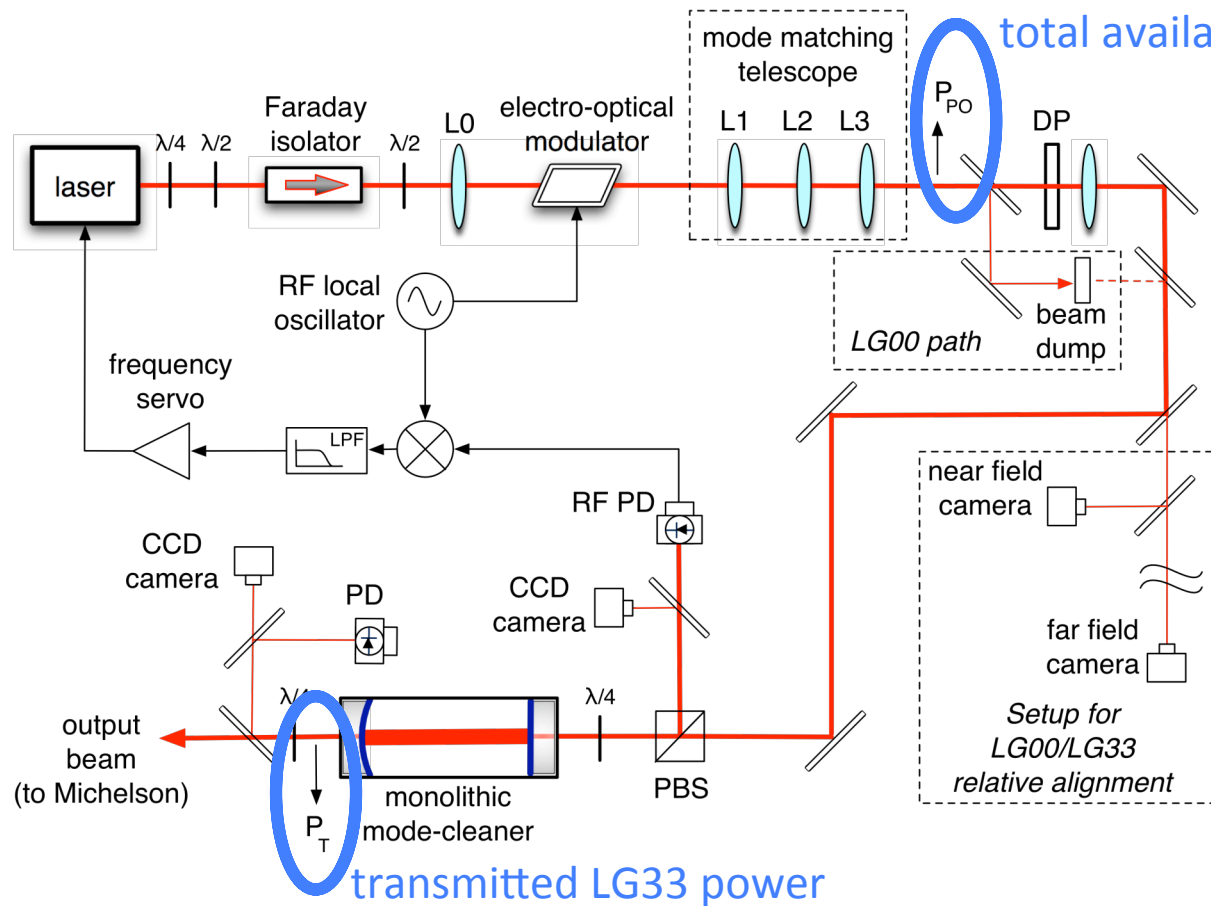 total availa
mode matching
telescope
P_PO
Faraday
isolator
electro-optical
modulator
L0
L1
L2
L3
DP
λ/4
λ/2
λ/2
laser
RF local
oscillator
LG00 path
beam
dump
frequency
servo
LPF
near field
camera
RF PD
CCD
camera
PD
CCD
camera
far field
camera
λ/4
λ/4
output
beam
(to Michelson)
P_T
monolithic
mode-cleaner
PBS
Setup for
LG00/LG33
relative alignment
transmitted LG33 power